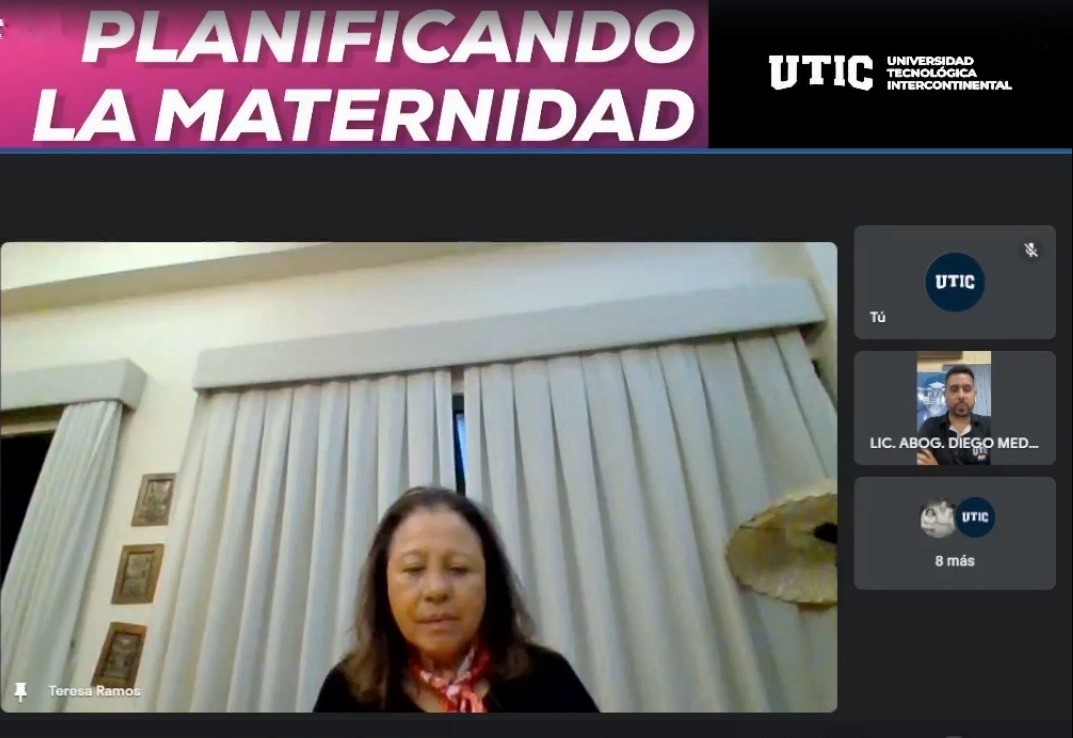 PLANIFICANDO
LA MATERNIDAD
UTIC
UNIVERSIDAD
TECNOLÓGICA
INTERCONTINENTAL
UTIC
Tú
LIC. ABOG. DIEGO MED...
UTIC
8 más
Teresa Ramos